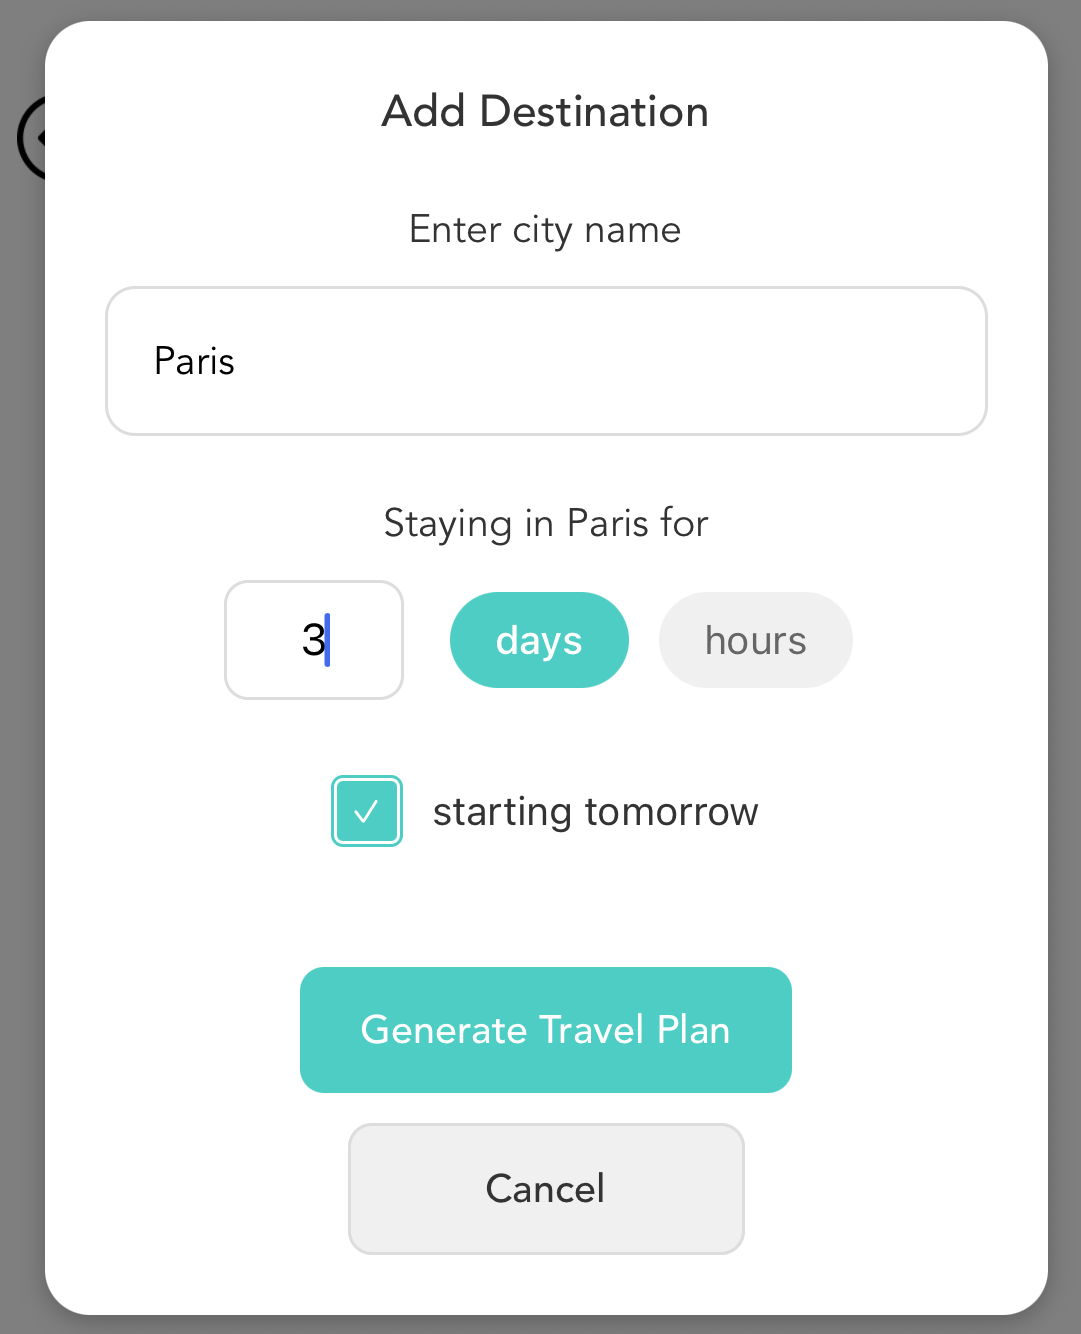 Add Destination
Enter city name
Paris
Staying in Paris for
3 days hours
starting tomorrow
Generate Travel Plan
Cancel